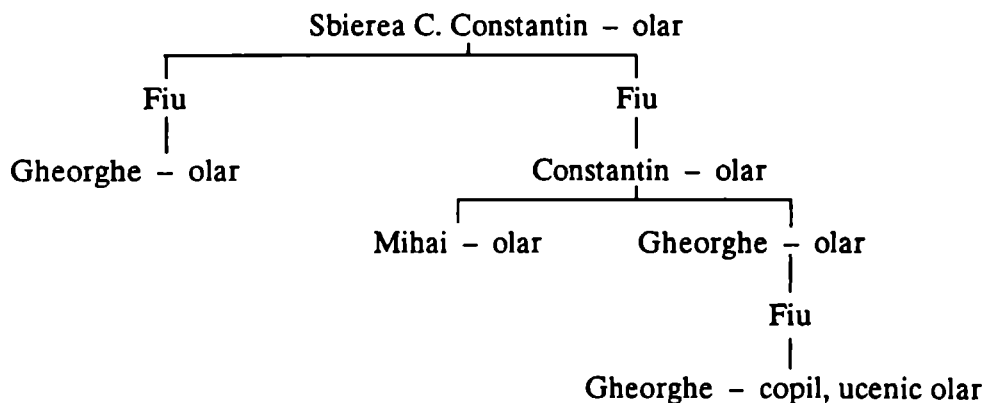 Sbierea C. Constantin – olar
Fiu Fiu
Gheorghe – olar Constantin – olar
Mihai – olar Gheorghe – olar
Fiu
Gheorghe – copil, ucenic olar